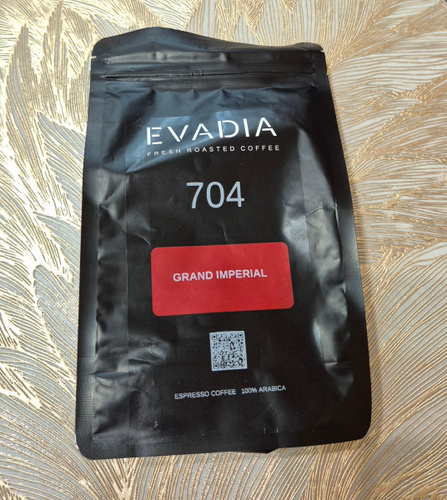 EVADIA
FRESH ROASTED COFFEE
704
GRAND IMPERIAL
ESPRESSO COFFEE 100% ARABICA